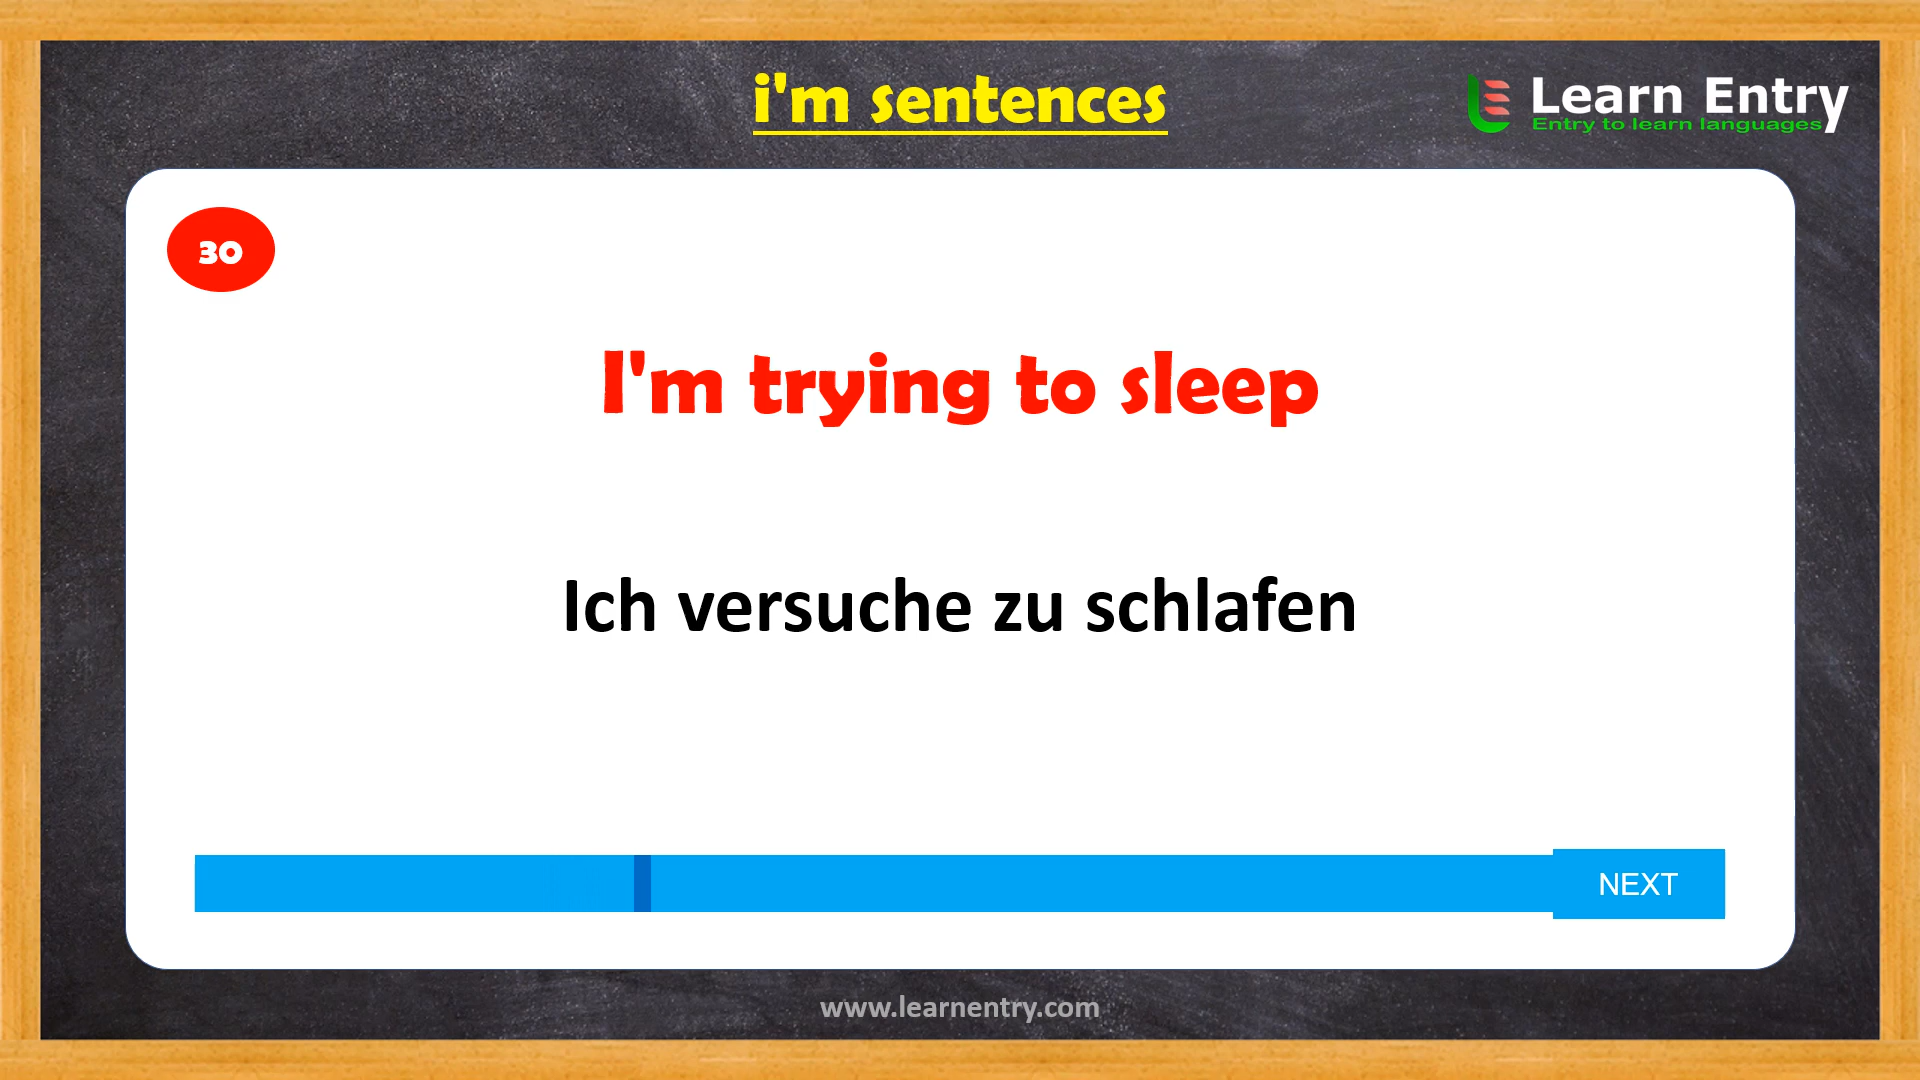 i'm sentences
Learn Entry
Entry to learn languages
30
I'm trying to sleep
Ich versuche zu schlafen
NEXT
www.learnentry.com